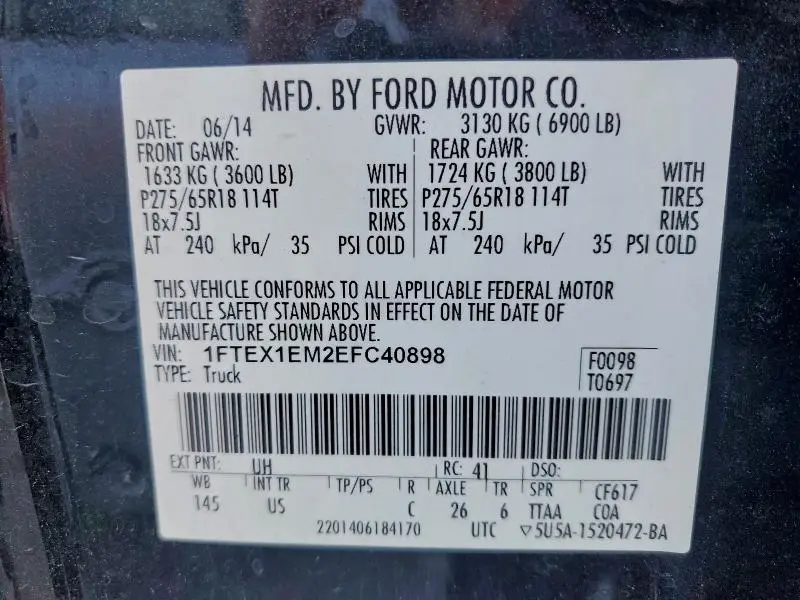 MFD. BY FORD MOTOR CO.
DATE: 06/14 GVWR: 3130 KG ( 6900 LB)
FRONT GAWR: REAR GAWR:
1633 KG ( 3600 LB) WITH 1724 KG ( 3800 LB) WITH
P275/65R18 114T TIRES P275/65R18 114T TIRES
18x7.5J RIMS 18x7.5J RIMS
AT 240 kPa/ 35 PSI COLD AT 240 kPa/ 35 PSI COLD
THIS VEHICLE CONFORMS TO ALL APPLICABLE FEDERAL MOTOR
VEHICLE SAFETY STANDARDS IN EFFECT ON THE DATE OF
MANUFACTURE SHOWN ABOVE.
VIN: 1FTEX1EM2EFC40898 F0098
TYPE: Truck T0697
EXT PNT: UH RC: 41 DSO:
WB INT TR TP/PS R AXLE TR SPR CF617
145 US C 26 6 TTAA COA
2201406184170 UTC ▽5U5A-1520472-BA